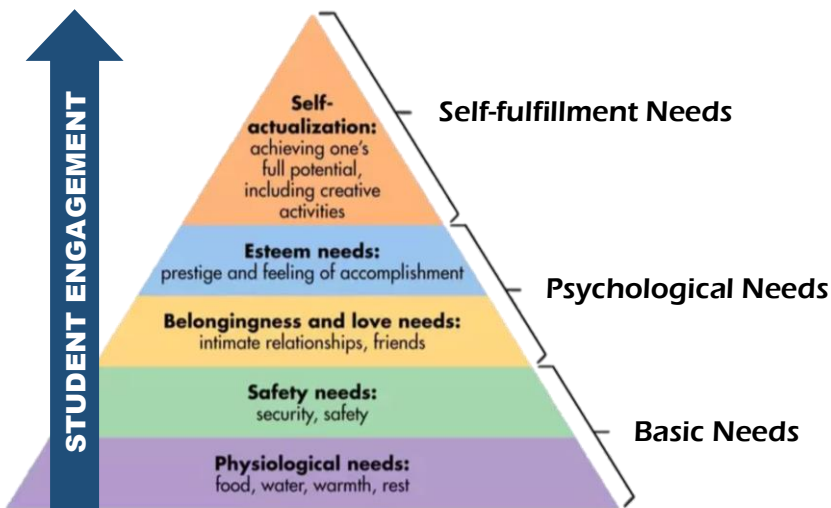 STUDENT ENGAGEMENT
Self-
actualization:
achieving one's
full potential,
including creative
activities
Self-fulfillment Needs
Esteem needs:
prestige and feeling of accomplishment
Psychological Needs
Belongingness and love needs:
intimate relationships, friends
Safety needs:
security, safety
Basic Needs
Physiological needs:
food, water, warmth, rest